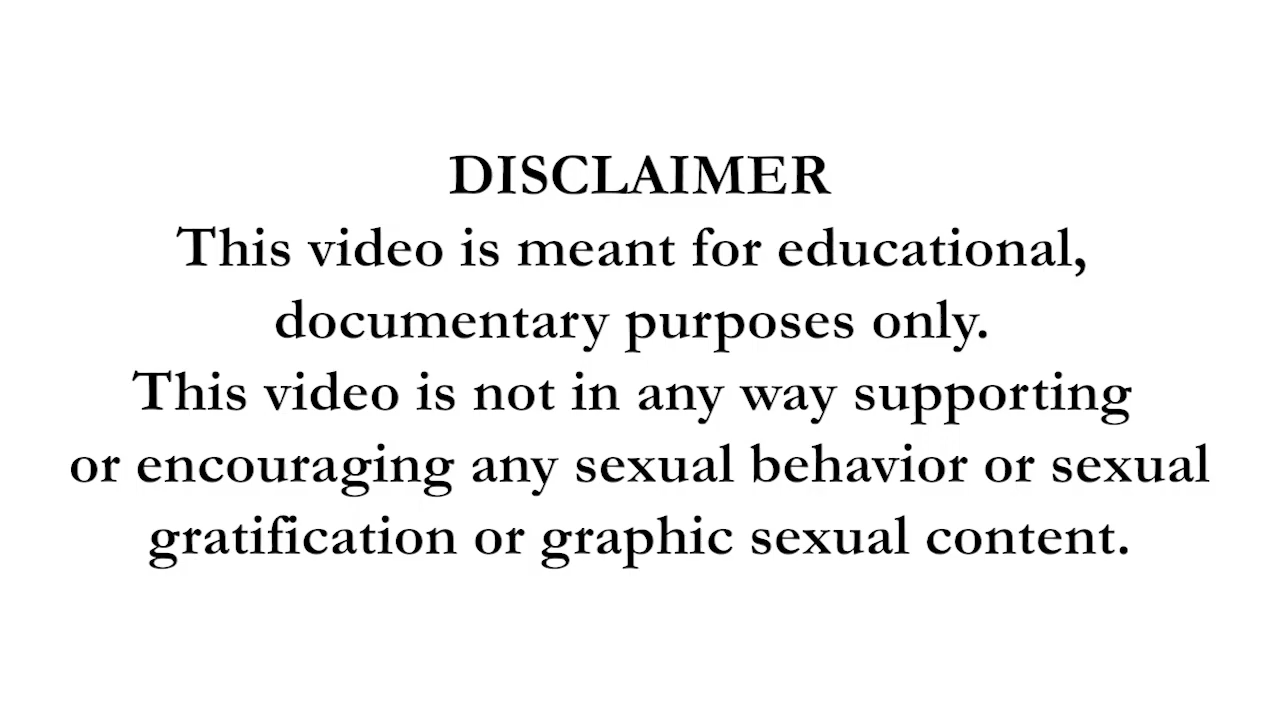 DISCLAIMER
This video is meant for educational,
documentary purposes only.
This video is not in any way supporting
or encouraging any sexual behavior or sexual
gratification or graphic sexual content.